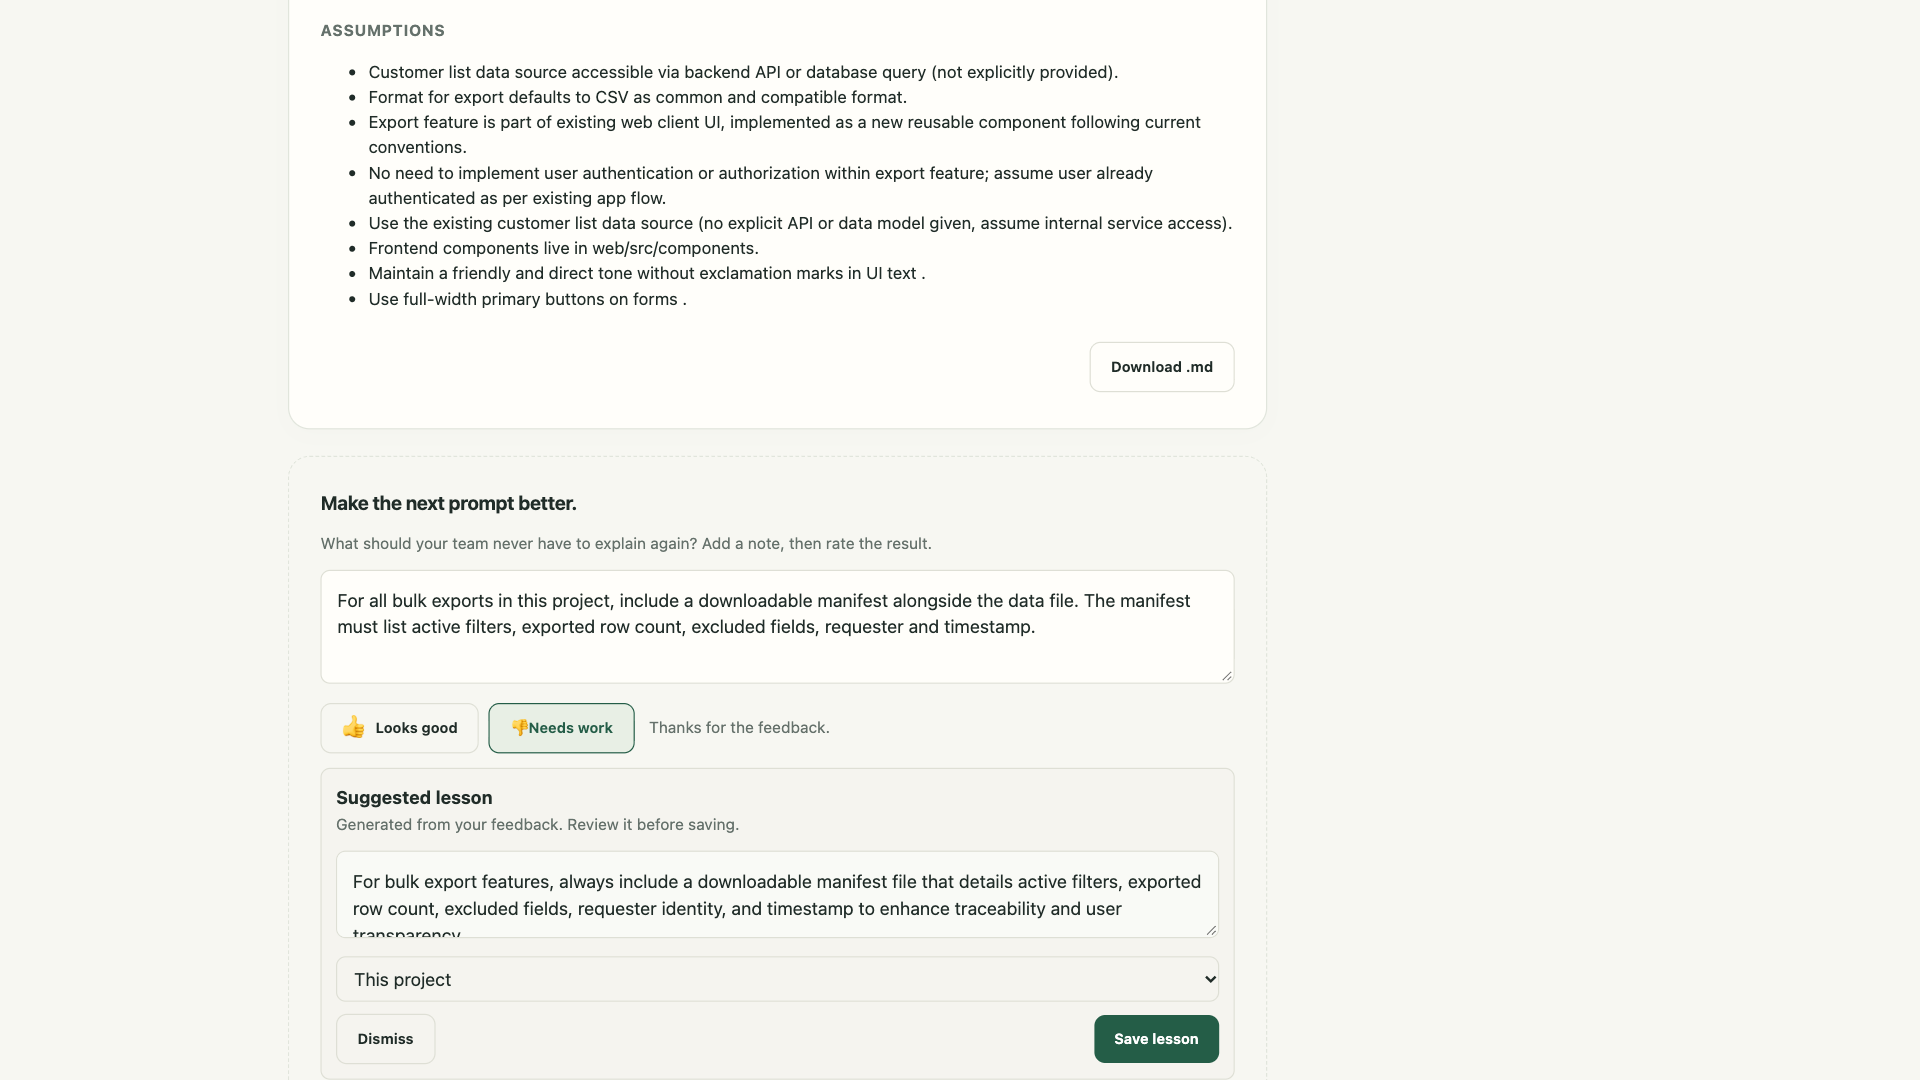 ASSUMPTIONS
Customer list data source accessible via backend API or database query (not explicitly provided).
Format for export defaults to CSV as common and compatible format.
Export feature is part of existing web client UI, implemented as a new reusable component following current
conventions.
No need to implement user authentication or authorization within export feature; assume user already
authenticated as per existing app flow.
Use the existing customer list data source (no explicit API or data model given, assume internal service access).
Frontend components live in web/src/components.
Maintain a friendly and direct tone without exclamation marks in UI text .
Use full-width primary buttons on forms .
Download .md
Make the next prompt better.
What should your team never have to explain again? Add a note, then rate the result.
For all bulk exports in this project, include a downloadable manifest alongside the data file. The manifest
must list active filters, exported row count, excluded fields, requester and timestamp.
👍 Looks good
👎Needs work
Thanks for the feedback.
Suggested lesson
Generated from your feedback. Review it before saving.
For bulk export features, always include a downloadable manifest file that details active filters, exported
row count, excluded fields, requester identity, and timestamp to enhance traceability and user
transparency
This project
Dismiss
Save lesson